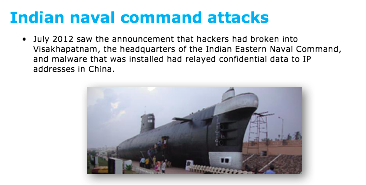 Indian naval command attacks
• July 2012 saw the announcement that hackers had broken into
Visakhapatnam, the headquarters of the Indian Eastern Naval Command,
and malware that was installed had relayed confidential data to IP
addresses in China.